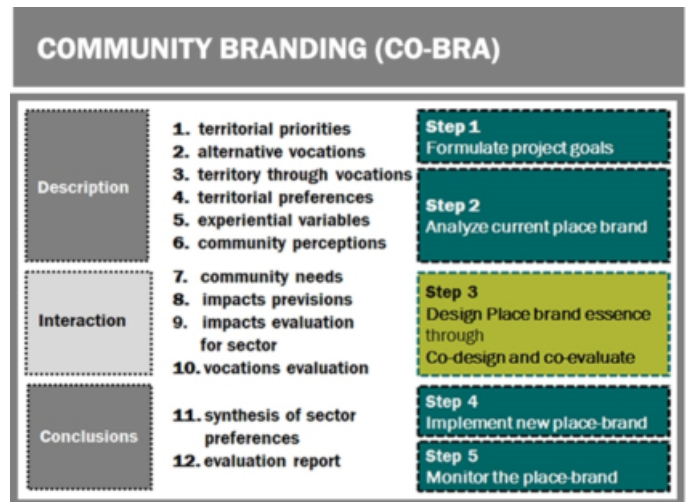 COMMUNITY BRANDING (CO-BRA)
Description
1. territorial priorities
2. alternative vocations
3. territory through vocations
4. territorial preferences
5. experiential variables
6. community perceptions
Step 1
Formulate project goals
Step 2
Analyze current place brand
Interaction
7. community needs
8. impacts previsions
9. impacts evaluation
for sector
10. vocations evaluation
Step 3
Design Place brand essence
through
Co-design and co-evaluate
Conclusions
11. synthesis of sector
preferences
12. evaluation report
Step 4
Implement new place-brand
Step 5
Monitor the place-brand